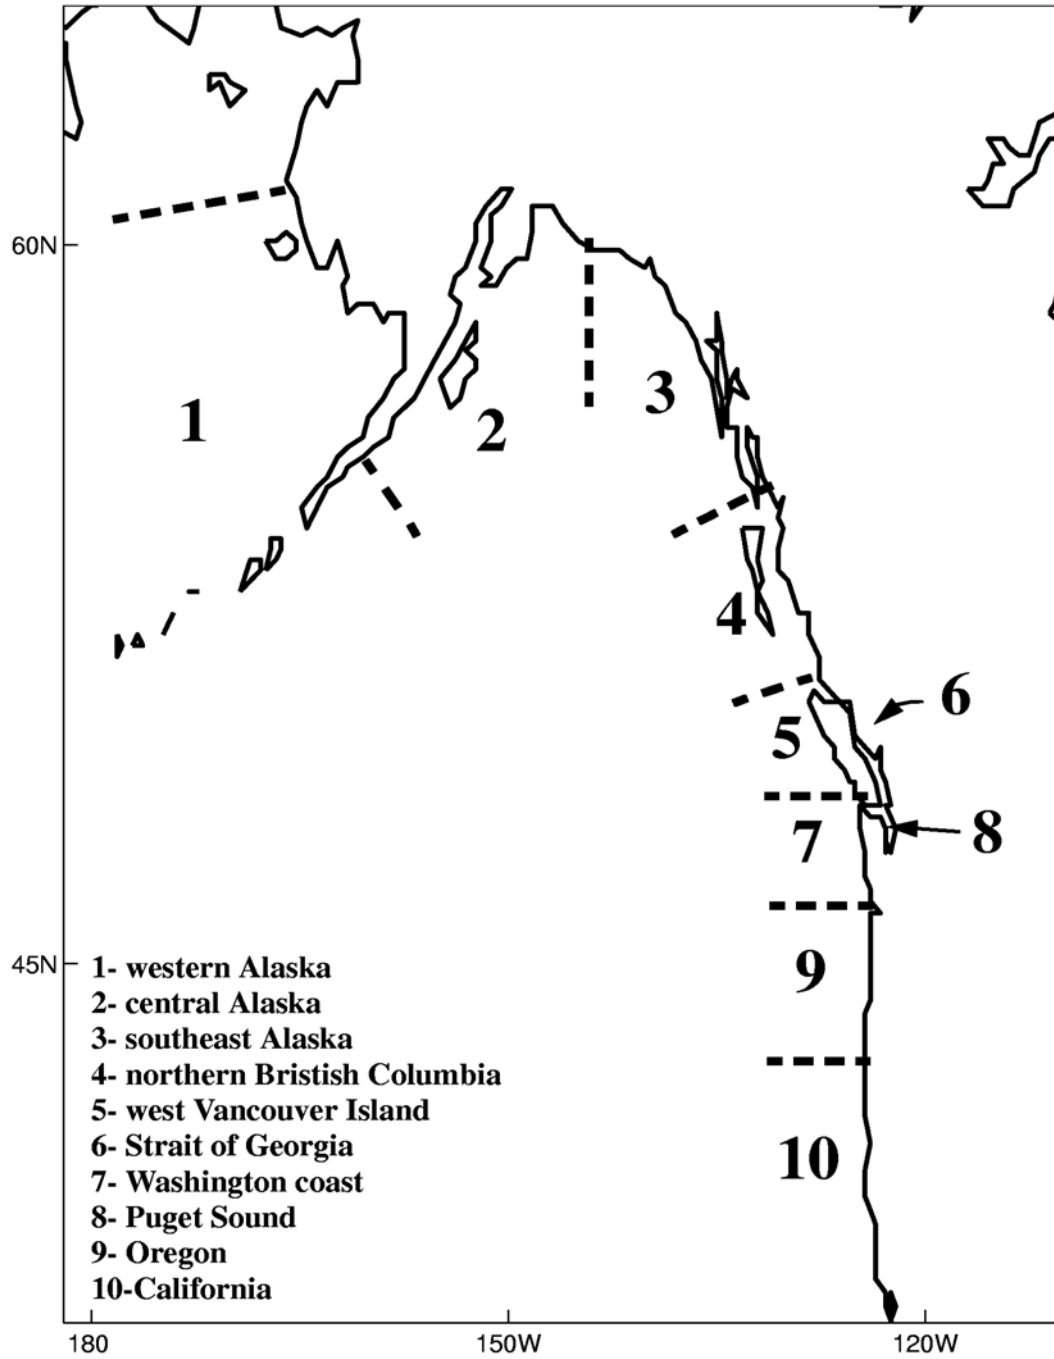 60N
1
2
3
4
6
5
7
8
45N
1- western Alaska
2- central Alaska
3- southeast Alaska
4- northern Bristish Columbia
5- west Vancouver Island
6- Strait of Georgia
7- Washington coast
8- Puget Sound
9- Oregon
10-California
9
10
180
150W
120W